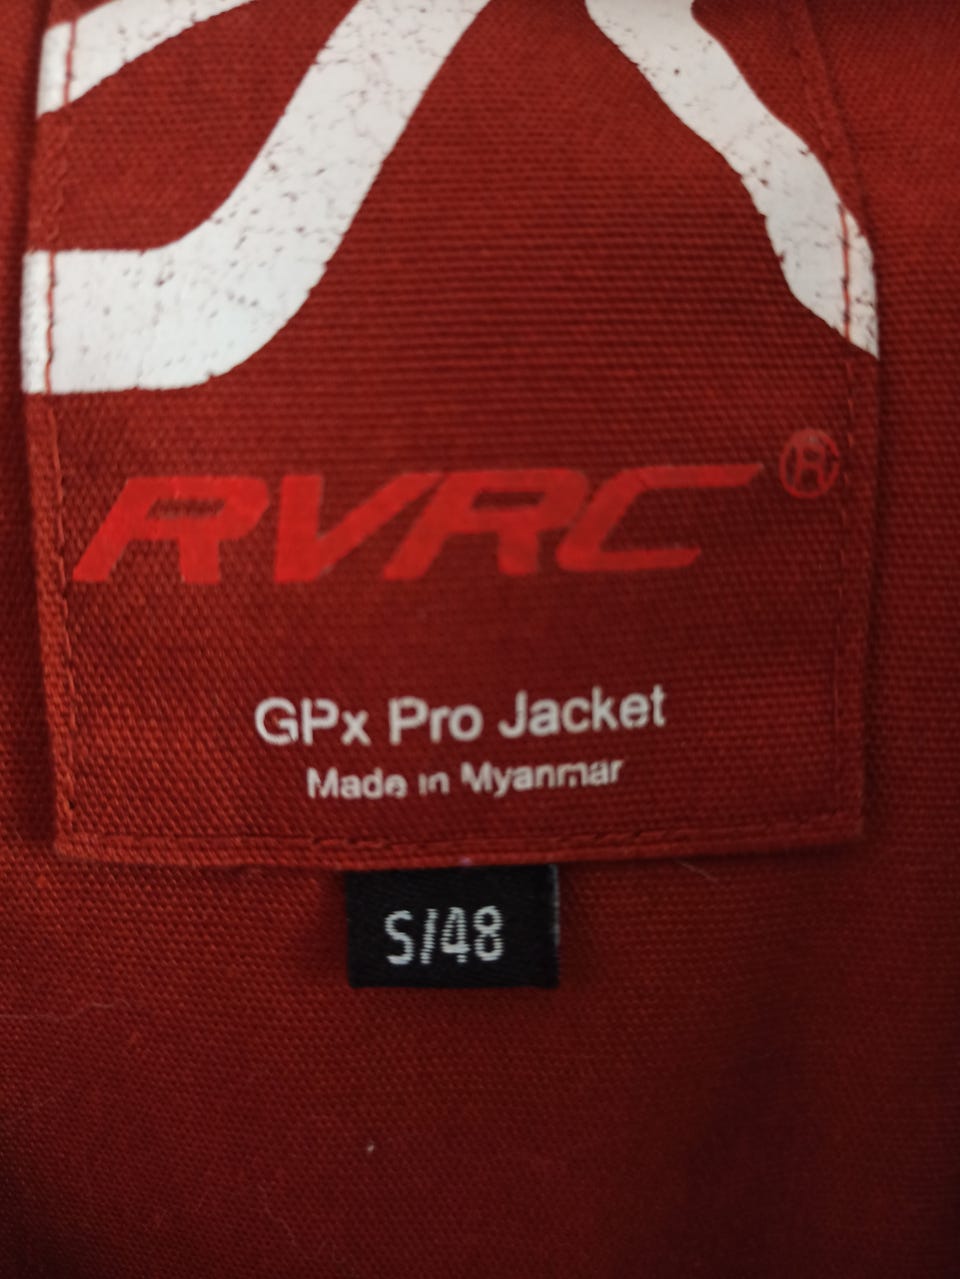 RVRC®
GPx Pro Jacket
Made in Myanmar
S/48